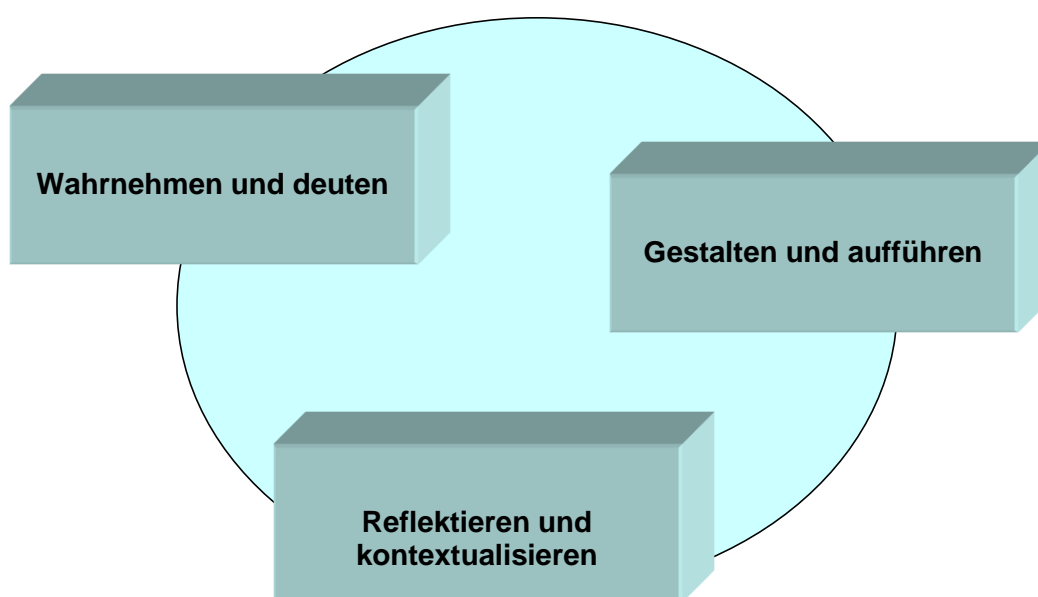 Wahrnehmen und deuten
Gestalten und aufführen
Reflektieren und
kontextualisieren